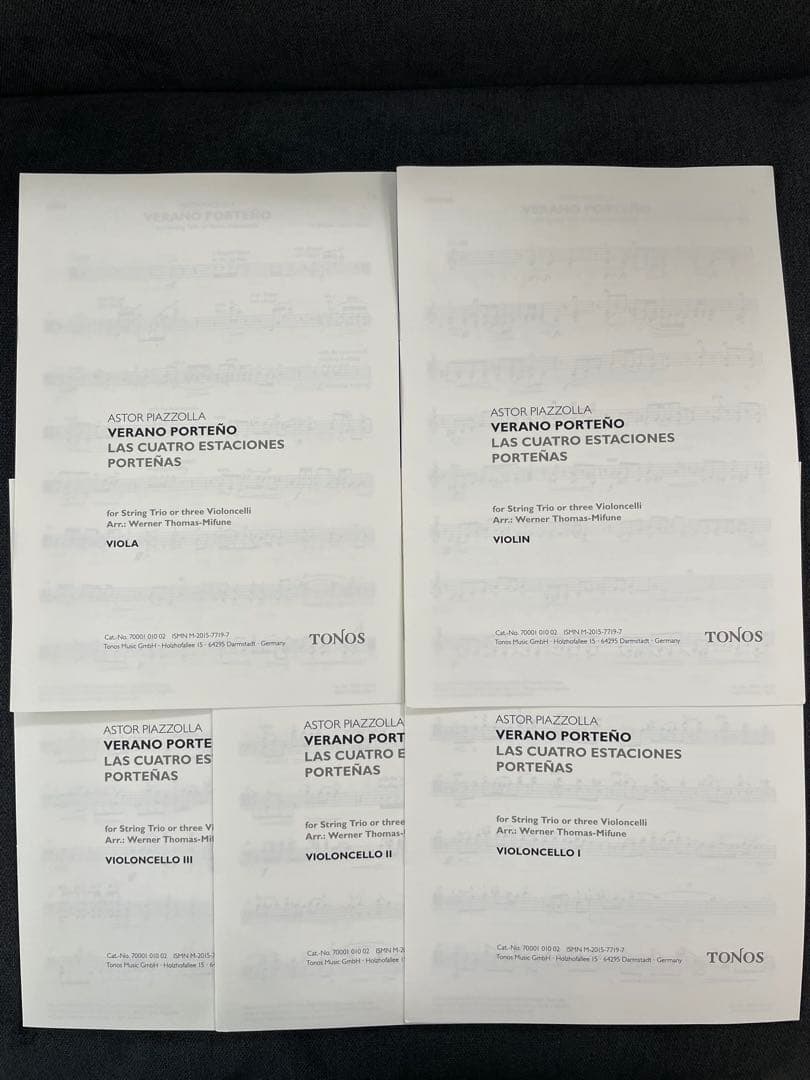 ASTOR PIAZZOLLA
VERANO PORTEÑO
LAS CUATRO ESTACIONES
PORTEÑAS
for String Trio or three Violoncelli
Arr.: Werner Thomas-Mifune
VIOLA
Cat.-No. 70001 010 02 ISMN M-2015-7719-7
Tonos Music GmbH · Holzhofallee 15 · 64295 Darmstadt · Germany
TONOS
ASTOR PIAZZOLLA
VERANO PORTEÑO
LAS CUATRO ESTACIONES
PORTEÑAS
for String Trio or three Violoncelli
Arr.: Werner Thomas-Mifune
VIOLIN
Cat.-No. 70001 010 02 ISMN M-2015-7719-7
Tonos Music GmbH · Holzhofallee 15 · 64295 Darmstadt · Germany
TONOS
ASTOR PIAZZOLLA
VERANO PORTE
LAS CUATRO ES
PORTEÑAS
for String Trio or three Vi
Arr.: Werner Thomas-Mi
VIOLONCELLO III
Cat.-No. 70001 010 02 ISMN M-2015-
Tonos Music GmbH · Holzhofallee 15 · 6
ASTOR PIAZZOLLA
VERANO PORT
LAS CUATRO E
PORTEÑAS
for String Trio or three
Arr.: Werner Thomas-
VIOLONCELLO II
Cat.-No. 70001 010 02 ISMN M-2
Tonos Music GmbH · Holzhofallee 1
ASTOR PIAZZOLLA
VERANO PORTEÑO
LAS CUATRO ESTACIONES
PORTEÑAS
for String Trio or three Violoncelli
Arr.: Werner Thomas-Mifune
VIOLONCELLO I
Cat.-No. 70001 010 02 ISMN M-2015-7719-7
Tonos Music GmbH · Holzhofallee 15 · 64295 Darmstadt · Germany
TONOS